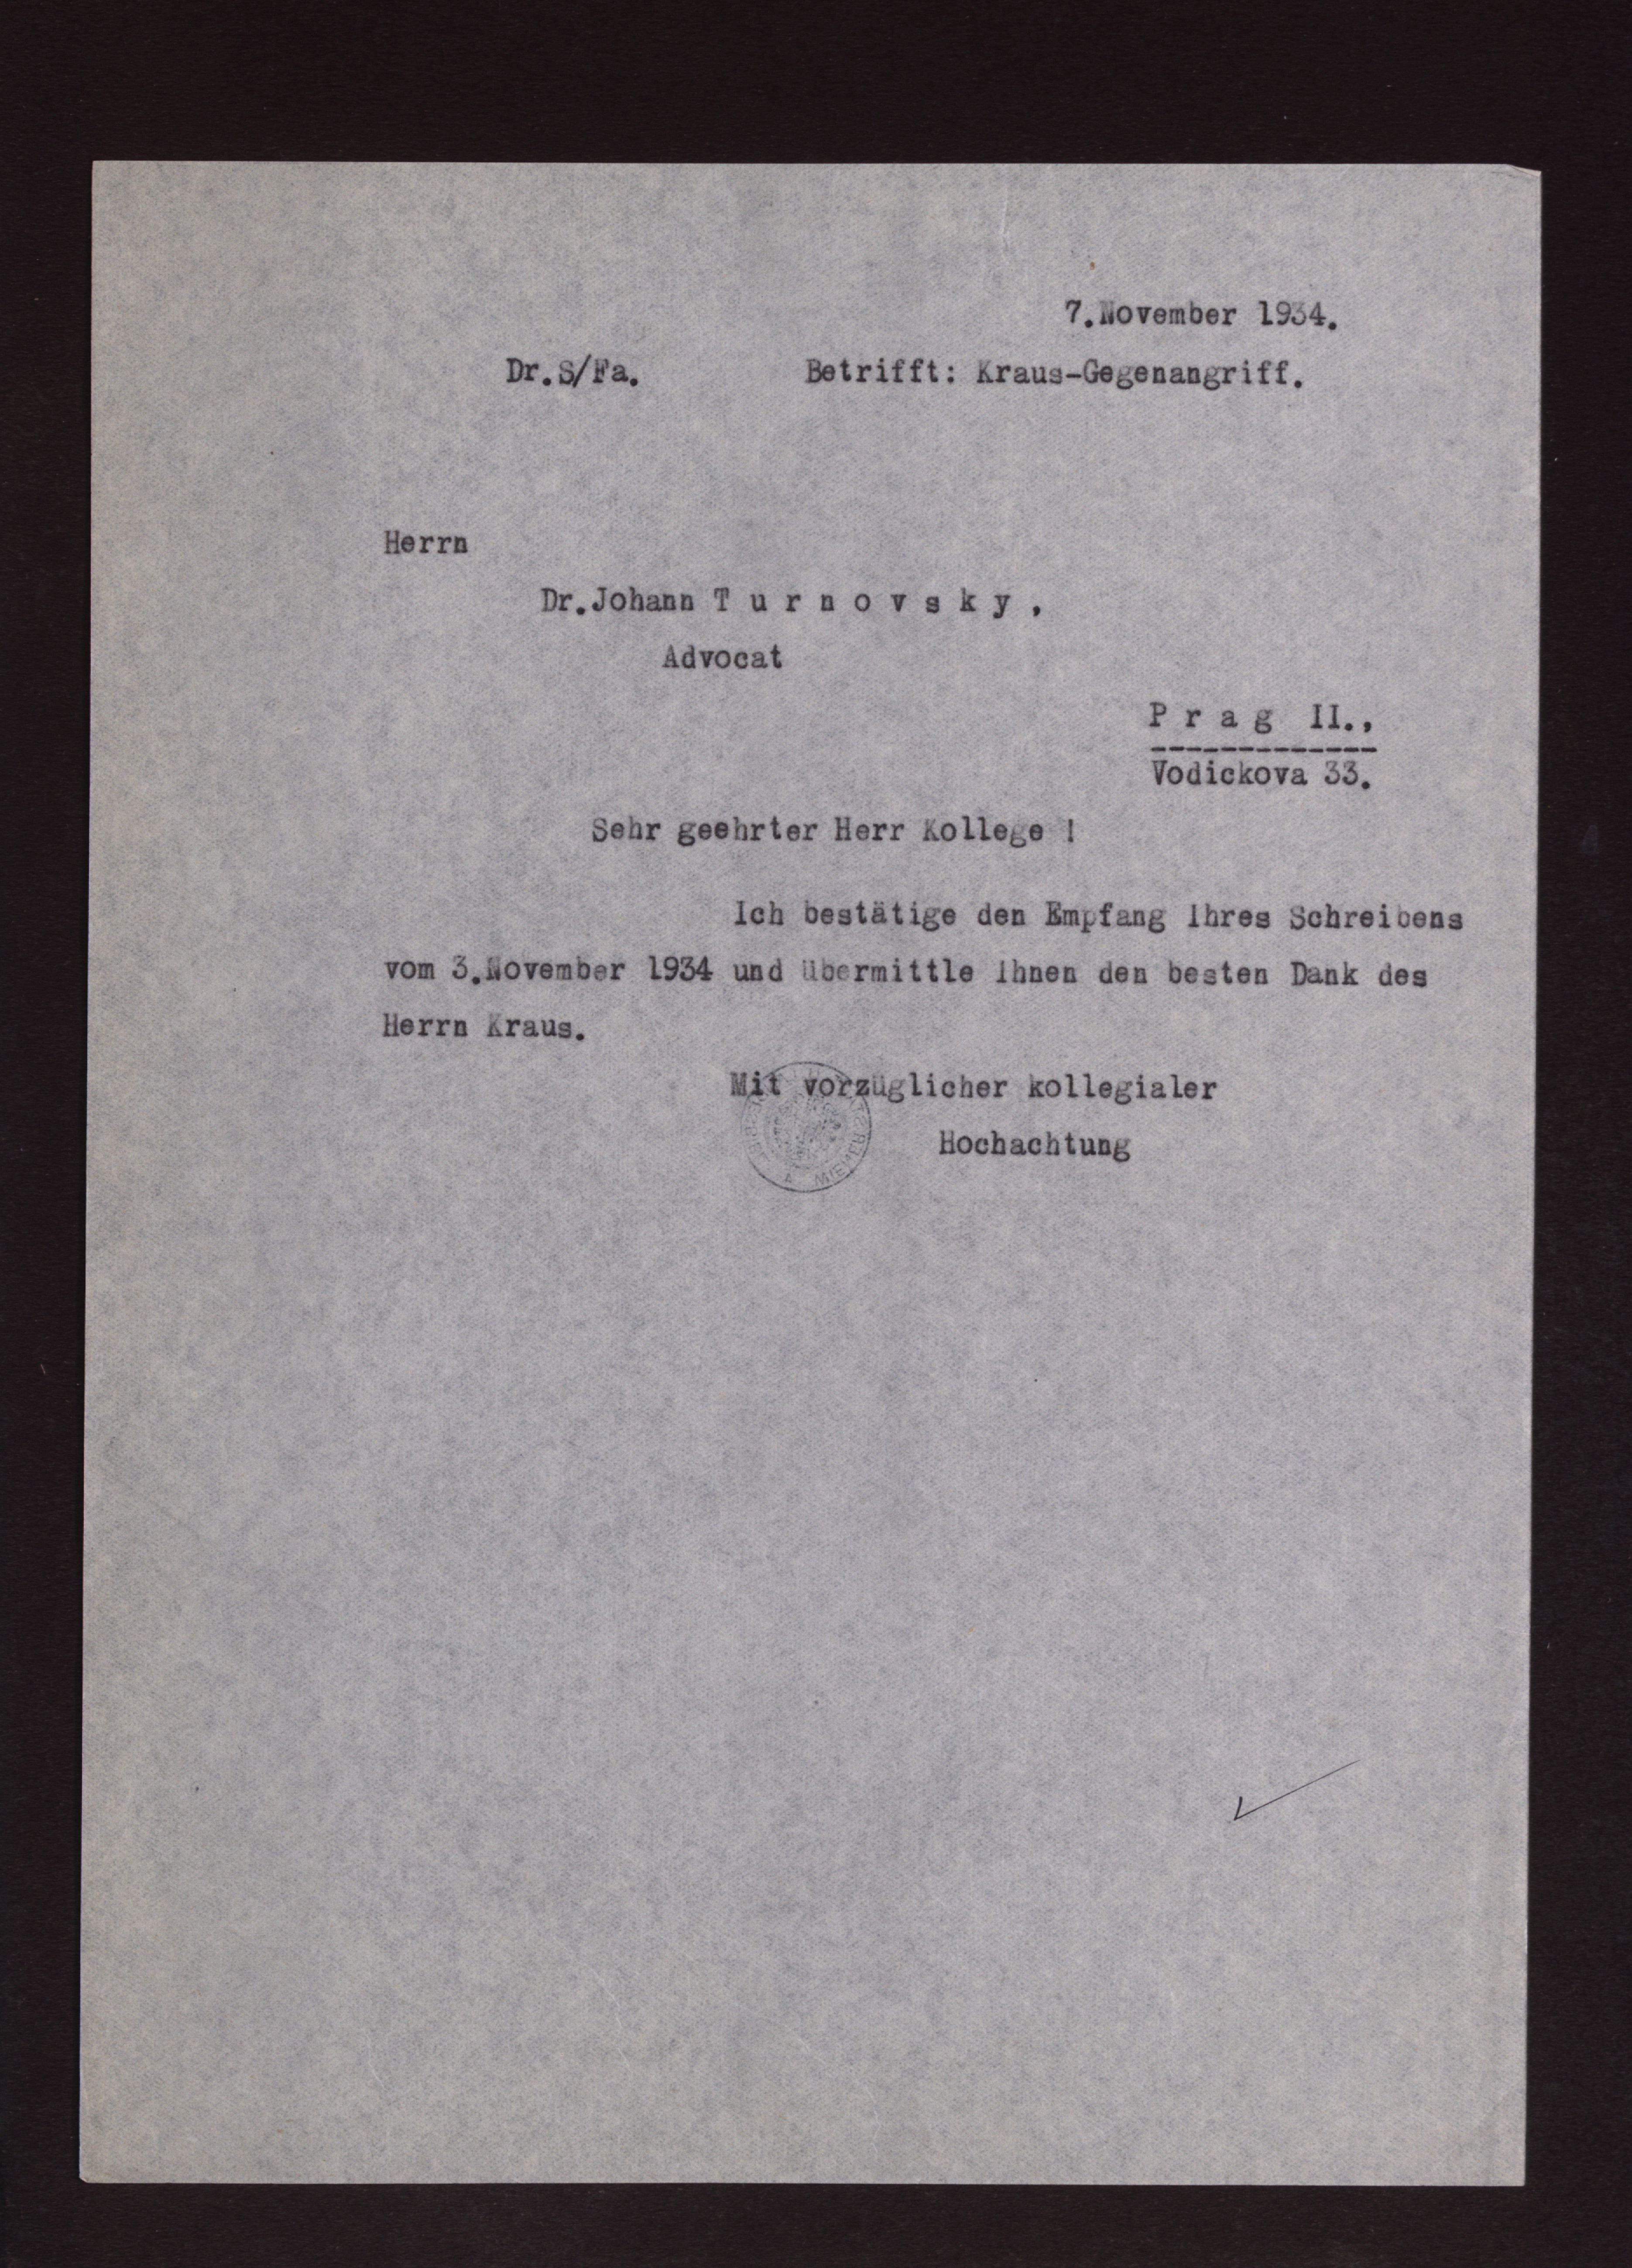 7.November 1934.
Dr.S/Fa. Betrifft: Kraus-Gegenangriff.
Herrn
Dr.Johann T u r n o v s k y ,
Advocat
P r a g II.,
Vodickova 33.
Sehr geehrter Herr Kollege !
Ich bestätige den Empfang Ihres Schreibens
vom 3.November 1934 und übermittle Ihnen den besten Dank des
Herrn Kraus.
Mit vorzüglicher kollegialer
Hochachtung